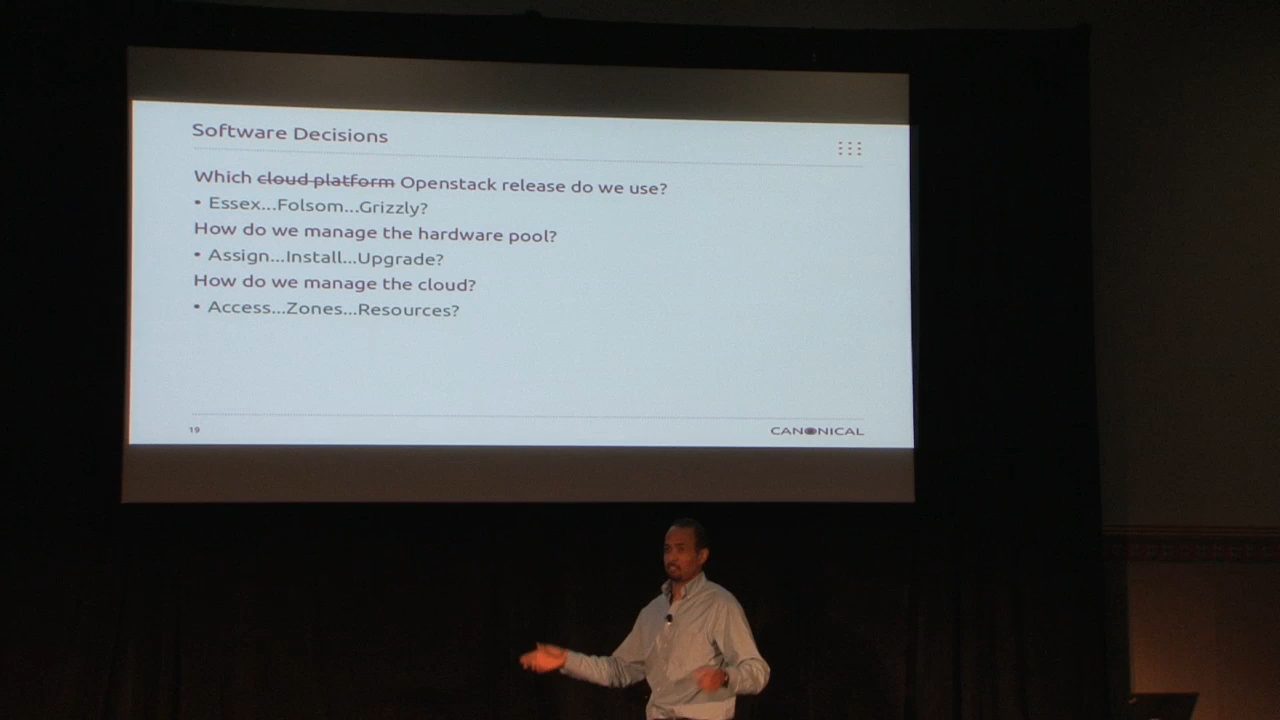 Software Decisions
Which cloud platform Openstack release do we use?
• Essex...Folsom...Grizzly?
How do we manage the hardware pool?
• Assign...Install...Upgrade?
How do we manage the cloud?
• Access...Zones...Resources?
19
CANONICAL